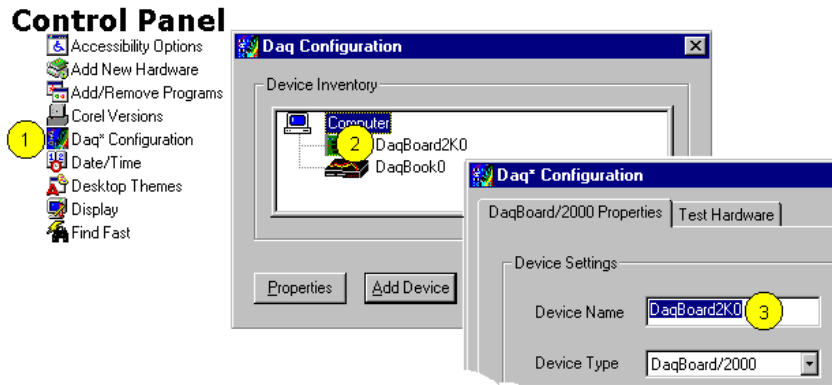 Control Panel
Accessibility Options
Add New Hardware
Add/Remove Programs
Corel Versions
1
Daq* Configuration
Date/Time
Desktop Themes
Display
Find Fast
Daq Configuration
Device Inventory
Computer
2
DaqBoard2K0
DaqBook0
Properties
Add Device
Daq* Configuration
DaqBoard/2000 Properties
Test Hardware
Device Settings
Device Name
DaqBoard2K0
3
Device Type
DaqBoard/2000